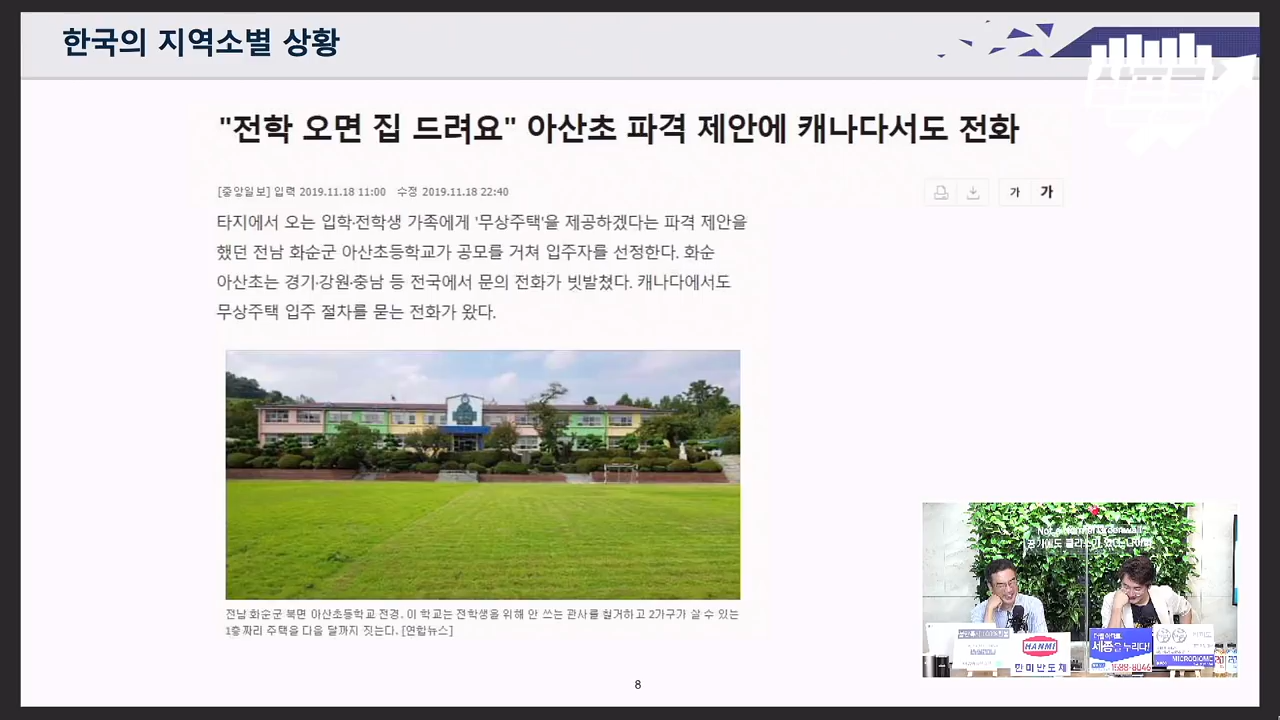 한국의 지역소별 상황
"전학 오면 집 드려요" 아산초 파격 제안에 캐나다서도 전화
[중앙일보] 입력 2019.11.18 11:00 수정 2019.11.18 22:40
가 가
타지에서 오는 입학·전학생 가족에게 '무상주택'을 제공하겠다는 파격 제안을
했던 전남 화순군 아산초등학교가 공모를 거쳐 입주자를 선정한다. 화순
아산초는 경기·강원·충남 등 전국에서 문의 전화가 빗발쳤다. 캐나다에서도
무상주택 입주 절차를 묻는 전화가 왔다.
전남 화순군 북면 아산초등학교 전경. 이 학교는 전학생을 위해 안 쓰는 관사를 헐거하고 2가구가 살 수 있는
1층짜리 주택을 다음 달까지 짓는다. [연합뉴스]
HANMI
한미반도체
세종을 누리다!
1588-8046
MICRODIGME
8